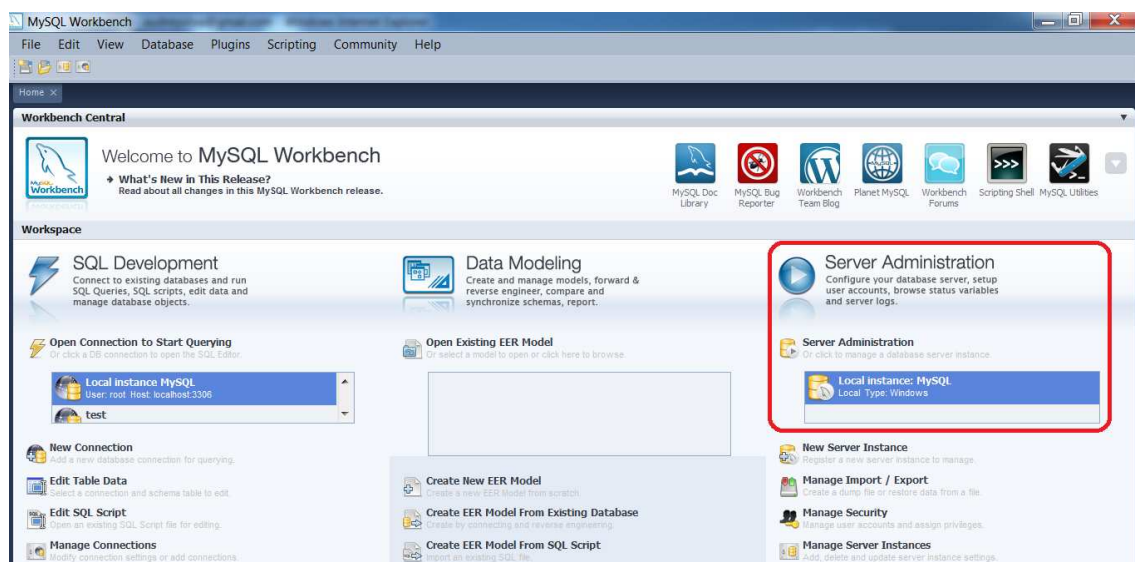 MySQL Workbench
File Edit View Database Plugins Scripting Community Help
Home ×
Workbench Central
MySQL Workbench
Welcome to MySQL Workbench
What's New in This Release?
Read about all changes in this MySQL Workbench release.
MySQL Doc Library
MySQL Bug Reporter
Workbench Team Blog
Planet MySQL
Workbench Forums
Scripting Shell
MySQL Utilities
Workspace
SQL Development
Connect to existing databases and run
SQL Queries, SQL scripts, edit data and
manage database objects.
Open Connection to Start Querying
Or click a DB connection to open the SQL Editor.
Local instance MySQL
User: root Host: localhost:3306
test
New Connection
Add a new database connection for querying.
Edit Table Data
Select a connection and schema table to edit.
Edit SQL Script
Open an existing SQL Script file for editing.
Manage Connections
Modify connection settings or add connections.
Data Modeling
Create and manage models, forward &
reverse engineer, compare and
synchronize schemas, report.
Open Existing EER Model
Or select a model to open or click here to browse.
Create New EER Model
Create a new EER Model from scratch.
Create EER Model From Existing Database
Create by connecting and reverse engineering.
Create EER Model From SQL Script
Import an existing SQL file.
Server Administration
Configure your database server, setup
user accounts, browse status variables
and server logs.
Server Administration
Or click to manage a database server instance.
Local instance: MySQL
Local Type: Windows
New Server Instance
Register a new server instance to manage.
Manage Import / Export
Create a dump file or restore data from a file.
Manage Security
Manage user accounts and assign privileges.
Manage Server Instances
Add, delete and update server instance settings.